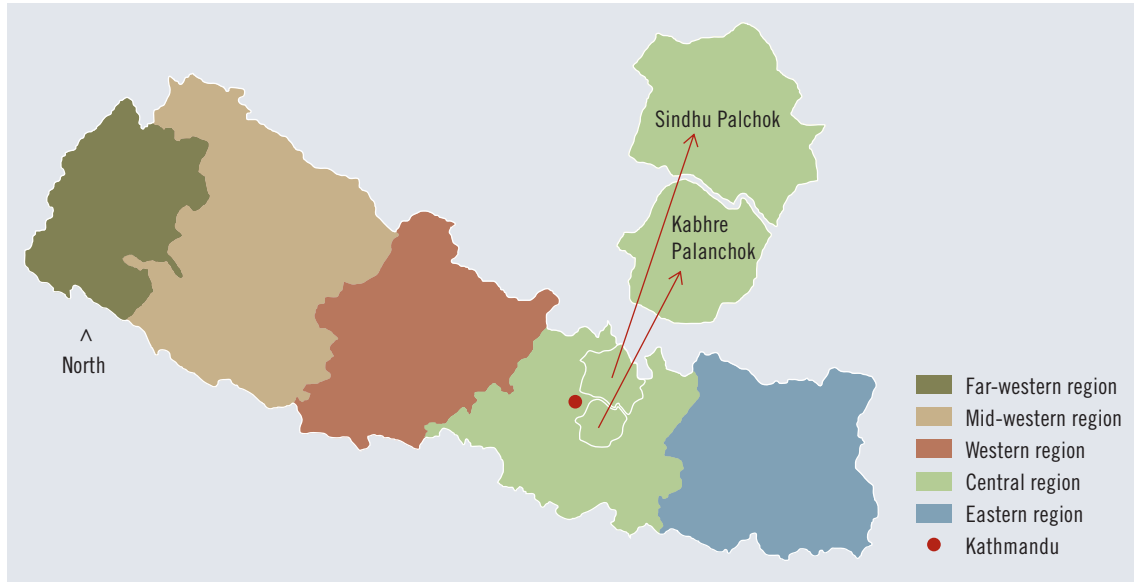 Sindhu Palchok
Kabhre
Palanchok
^
North
Far-western region
Mid-western region
Western region
Central region
Eastern region
Kathmandu